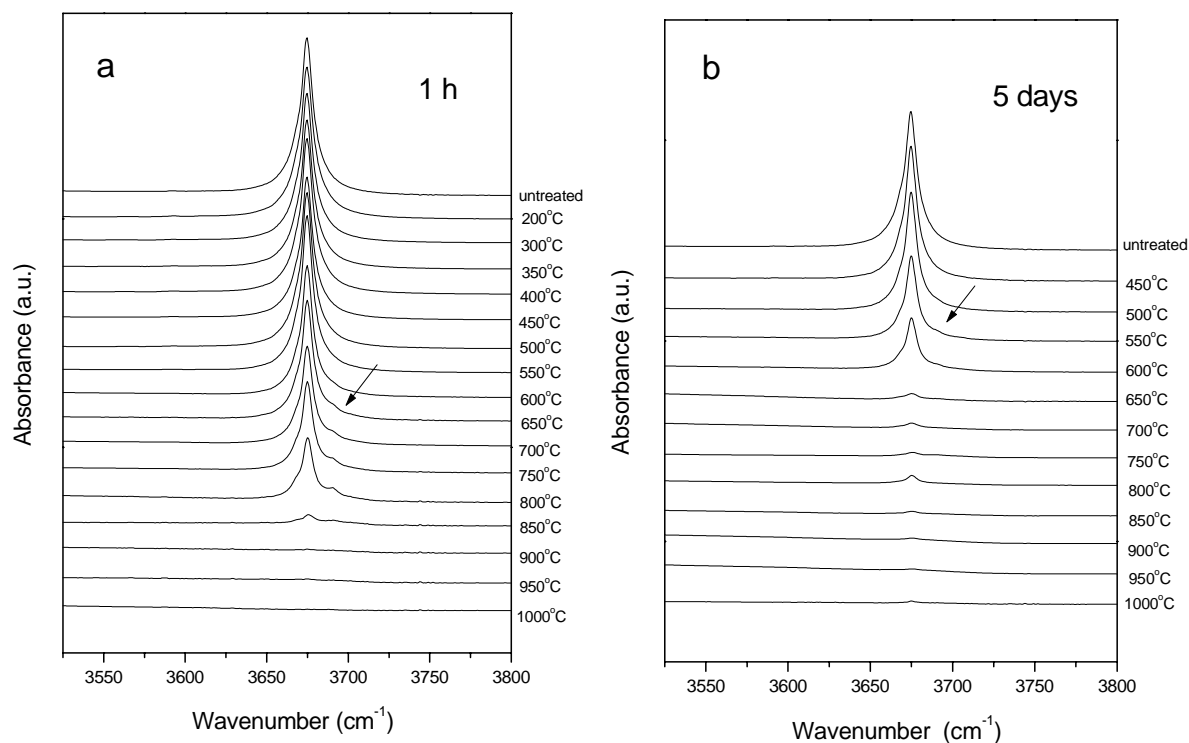 a
1 h
untreated
200°C
300°C
350°C
400°C
450°C
500°C
550°C
600°C
650°C
700°C
750°C
800°C
850°C
900°C
950°C
1000°C
Absorbance (a.u.)
3550 3600 3650 3700 3750 3800
Wavenumber (cm⁻¹)
b
5 days
untreated
450°C
500°C
550°C
600°C
650°C
700°C
750°C
800°C
850°C
900°C
950°C
1000°C
Absorbance (a.u.)
3550 3600 3650 3700 3750 3800
Wavenumber (cm⁻¹)